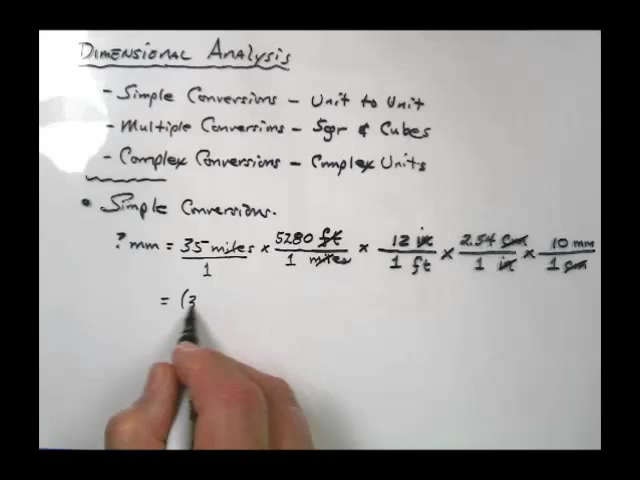 Dimensional Analysis
- Simple Conversions - Unit to Unit
- Multiple Conversions - Sqr & Cubes
- Complex Conversions - Complex Units
• Simple Conversions.
? mm = 35 miles / 1 × 5280 ft / 1 miles × 12 in / 1 ft × 2.54 cm / 1 in × 10 mm / 1 cm
= (3